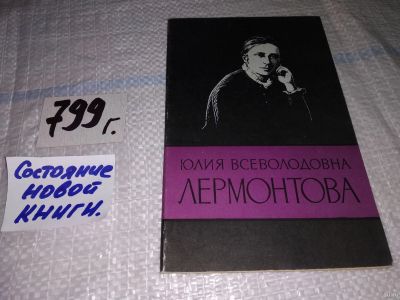 799 г.
Состояние
новой
книги.
ЮЛИЯ ВСЕВОЛОДОВНА
ЛЕРМОНТОВА